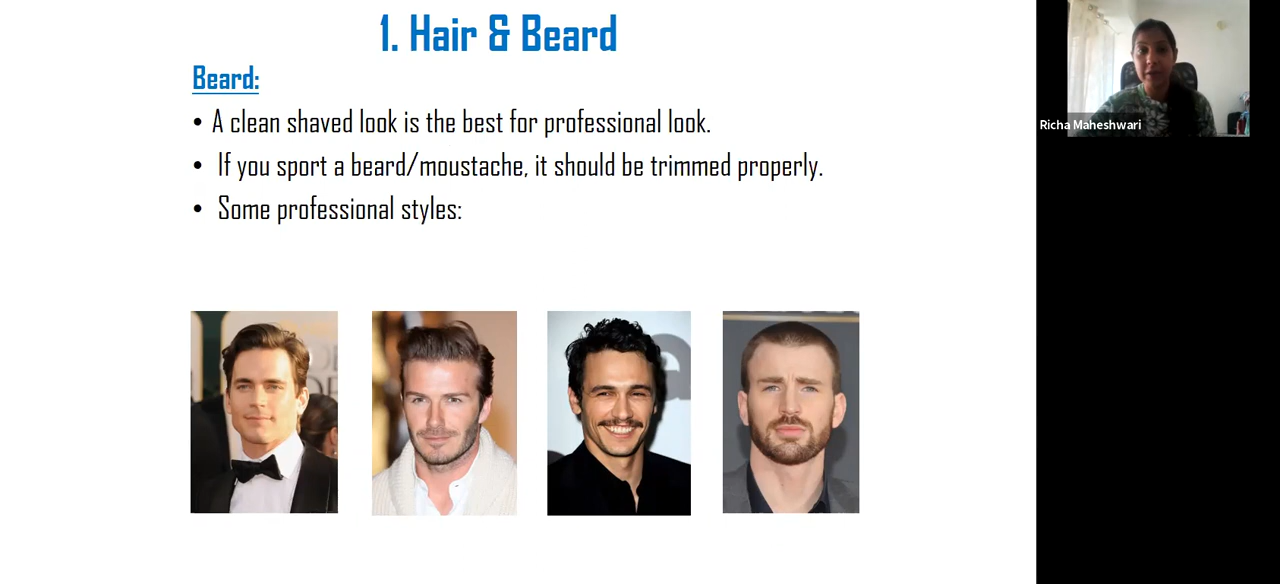 1. Hair & Beard
Beard:
• A clean shaved look is the best for professional look.
• If you sport a beard/moustache, it should be trimmed properly.
• Some professional styles:
Richa Maheshwari